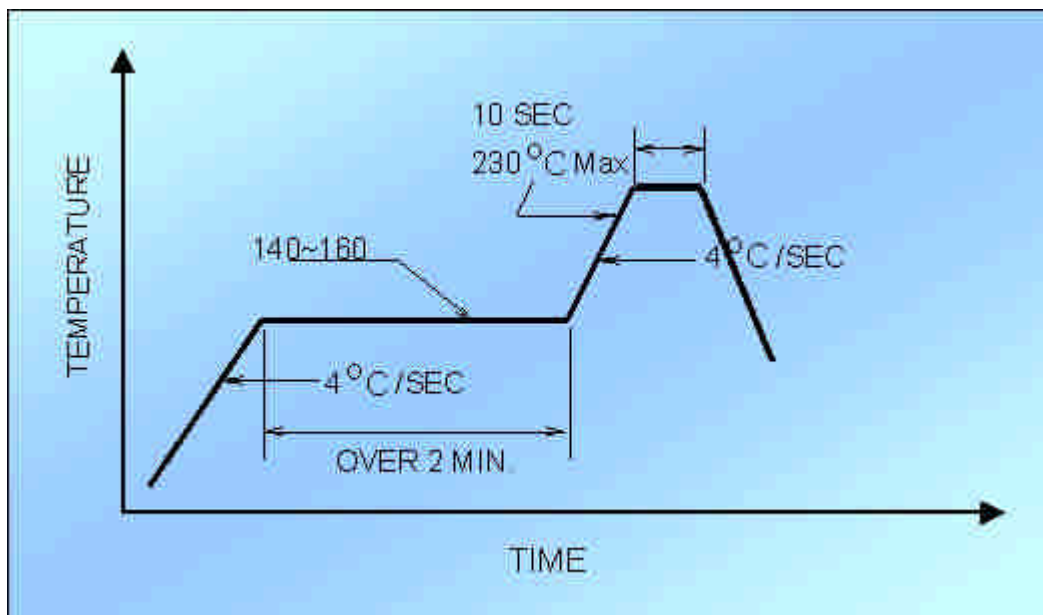 10 SEC
230°C Max
140~160
4°C/SEC
4°C/SEC
OVER 2 MIN.
TEMPERATURE
TIME